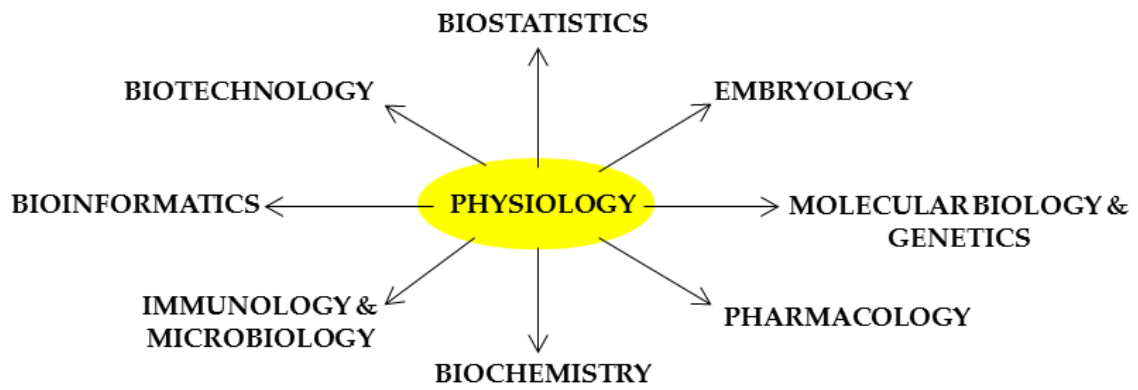 BIOSTATISTICS
BIOTECHNOLOGY
EMBRYOLOGY
BIOINFORMATICS
PHYSIOLOGY
MOLECULAR BIOLOGY &
GENETICS
IMMUNOLOGY &
MICROBIOLOGY
PHARMACOLOGY
BIOCHEMISTRY